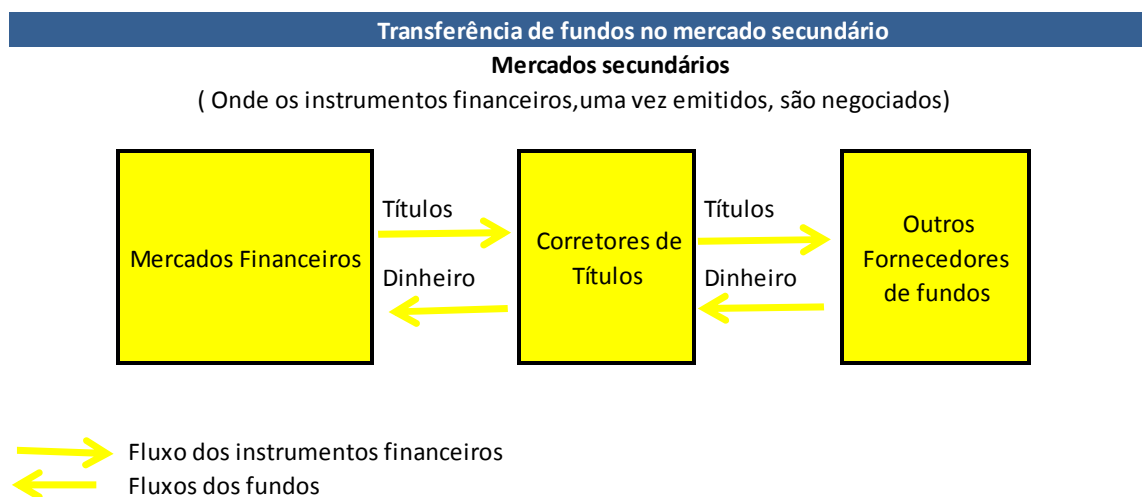 Transferência de fundos no mercado secundário
Mercados secundários
( Onde os instrumentos financeiros,uma vez emitidos, são negociados)
Mercados Financeiros
Títulos
Dinheiro
Corretores de
Títulos
Títulos
Dinheiro
Outros
Fornecedores
de fundos
Fluxo dos instrumentos financeiros
Fluxos dos fundos